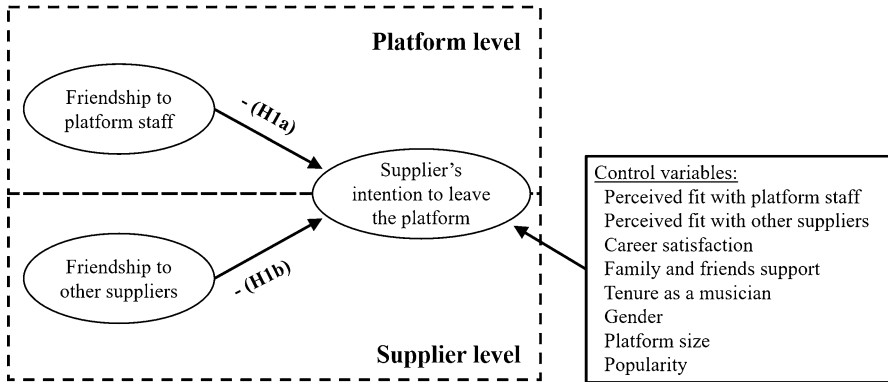 Platform level
Friendship to
platform staff
- (H1a)
Supplier's
intention to leave
the platform
Friendship to
other suppliers
- (H1b)
Supplier level
Control variables:
Perceived fit with platform staff
Perceived fit with other suppliers
Career satisfaction
Family and friends support
Tenure as a musician
Gender
Platform size
Popularity